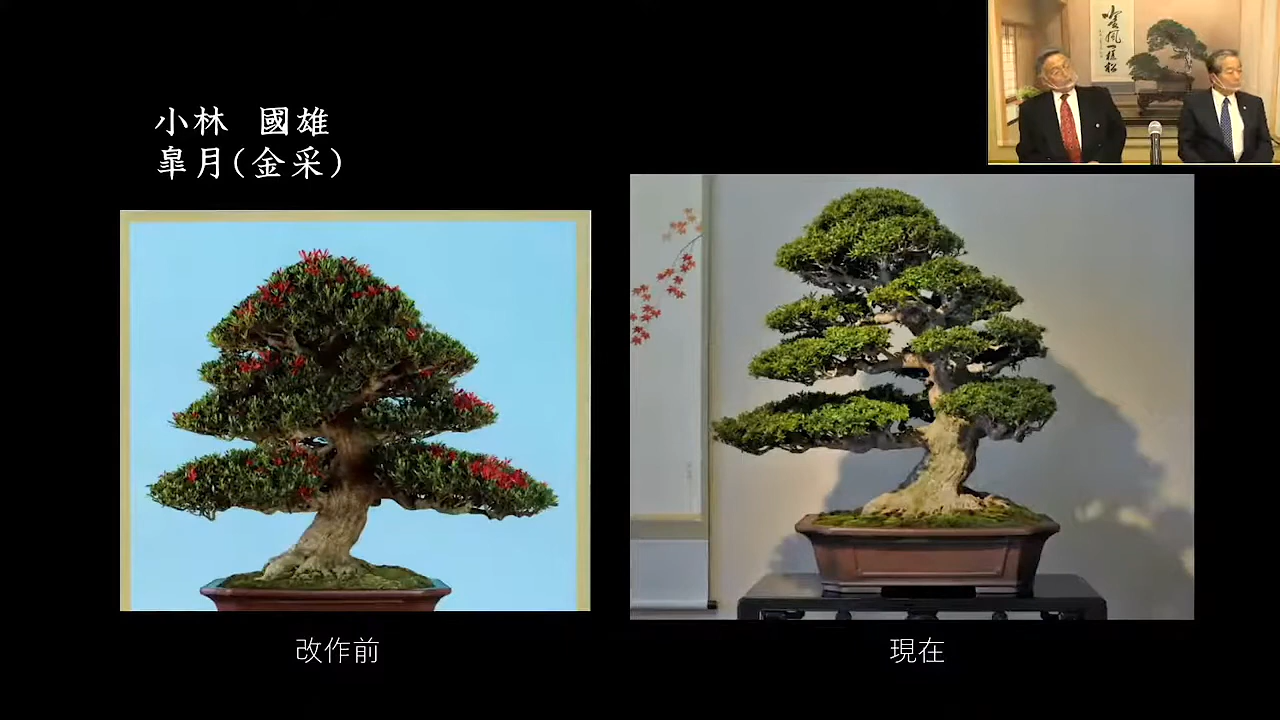 小林　國雄
皐月(金采)
改作前
現在